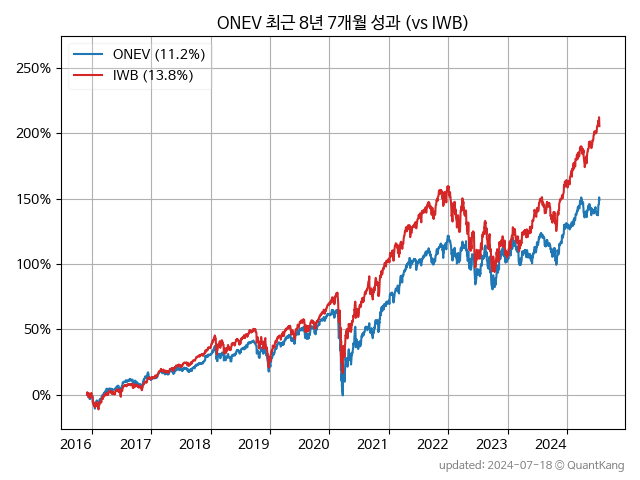 ONEV 최근 8년 7개월 성과 (vs IWB)
ONEV (11.2%)
IWB (13.8%)
250%
200%
150%
100%
50%
0%
2016 2017 2018 2019 2020 2021 2022 2023 2024
updated: 2024-07-18 © QuantKang